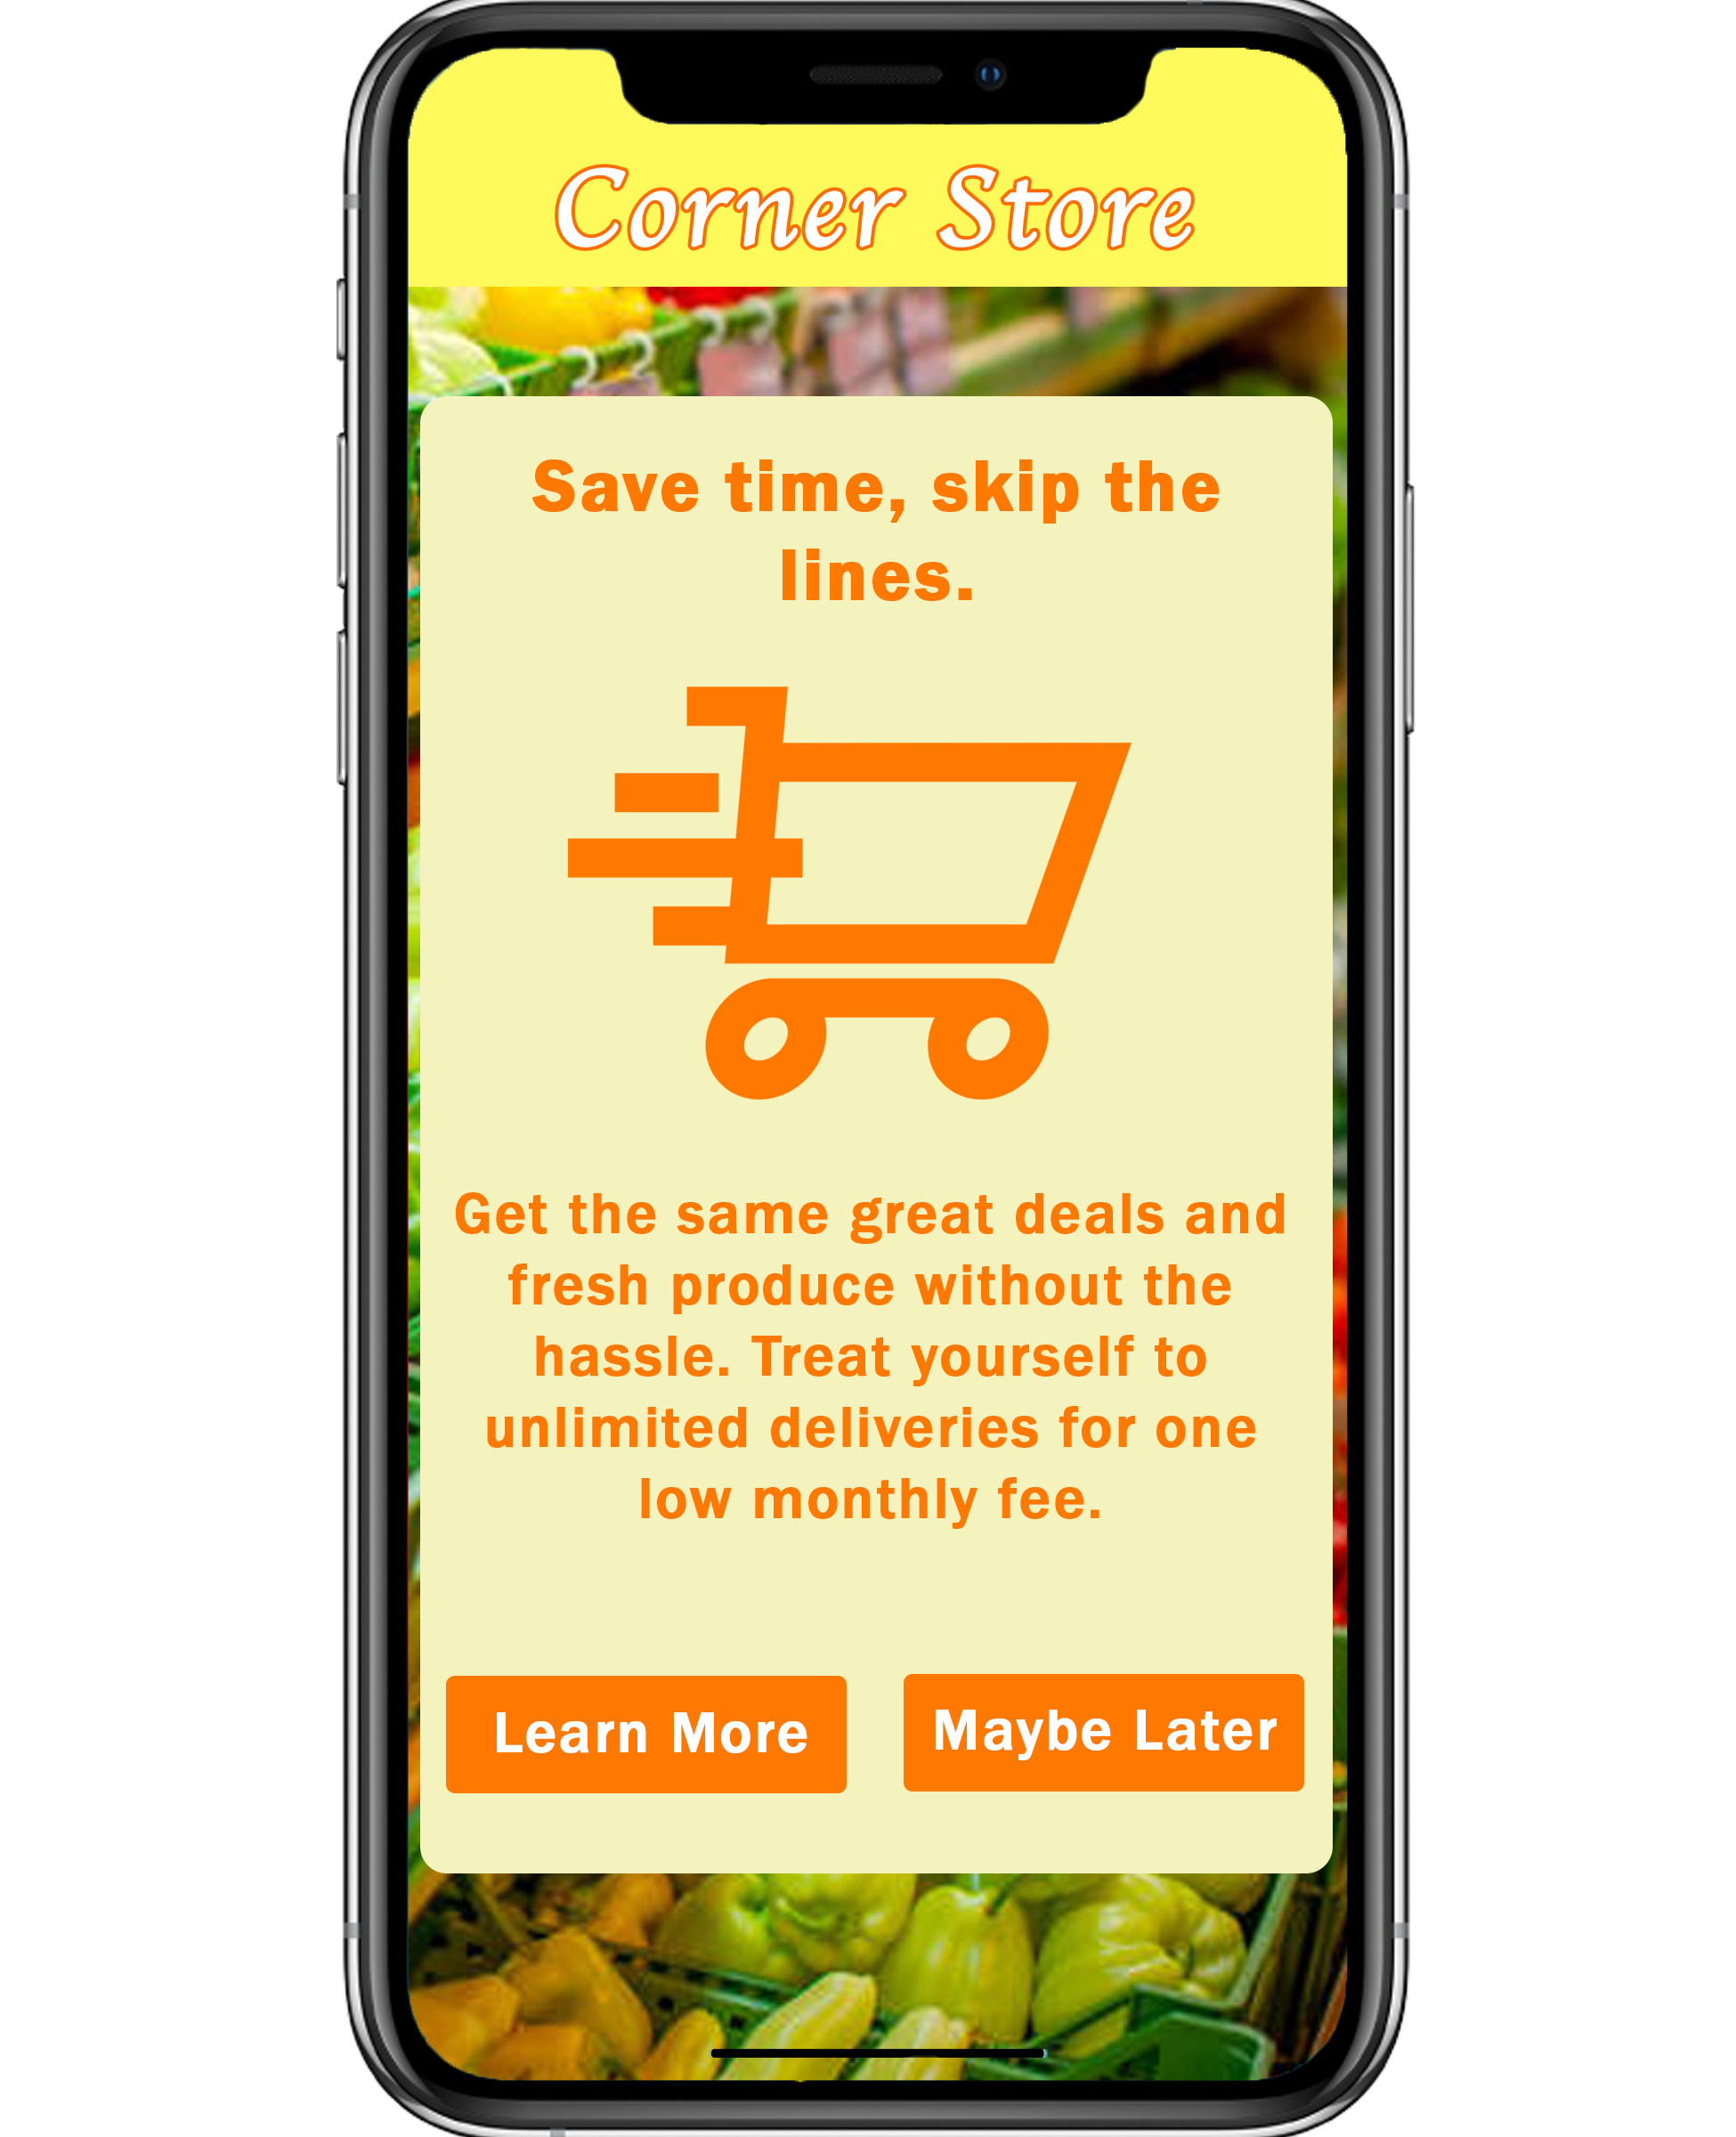 Corner Store
Save time, skip the
lines.
Get the same great deals and
fresh produce without the
hassle. Treat yourself to
unlimited deliveries for one
low monthly fee.
Learn More
Maybe Later